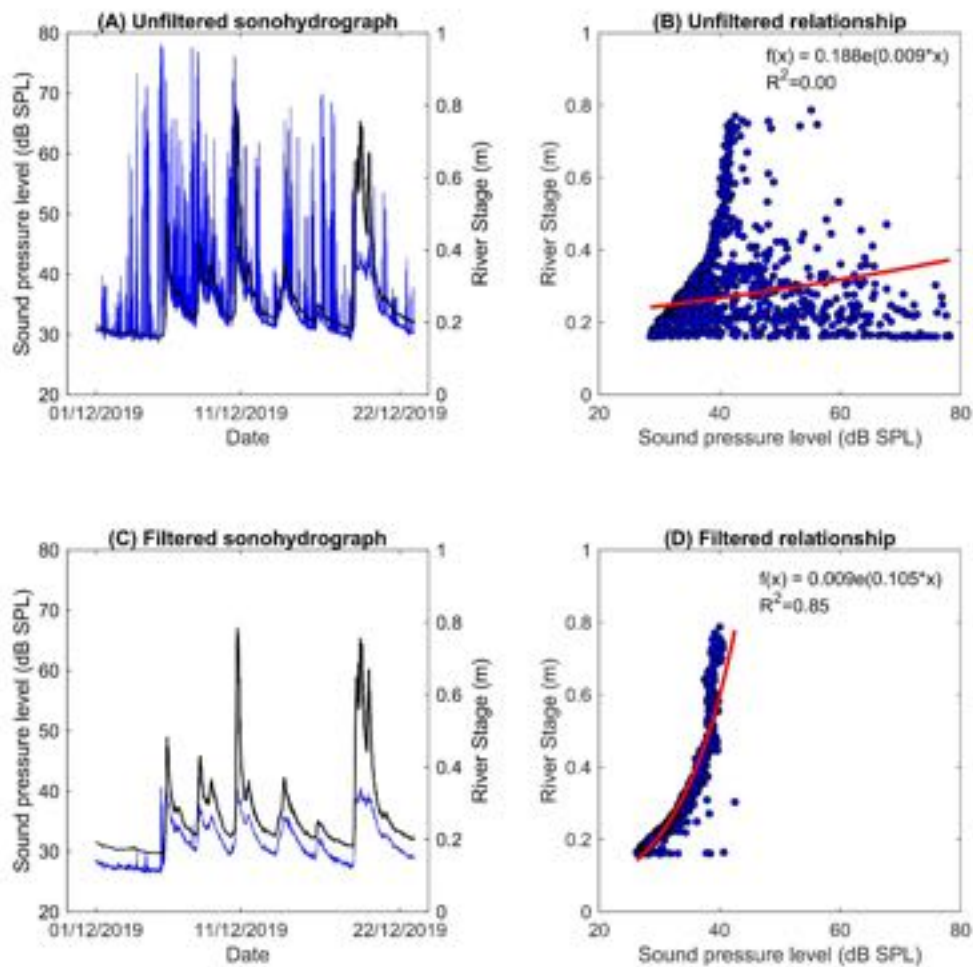 (A) Unfiltered sonohydrograph
80
70
60
50
40
30
20
Sound pressure level (dB SPL)
1
0.8
0.6
0.4
0.2
0
River Stage (m)
01/12/2019 11/12/2019 22/12/2019
Date
(B) Unfiltered relationship
f(x) = 0.188e(0.009*x)
R²=0.00
1
0.8
0.6
0.4
0.2
0
River Stage (m)
20 40 60 80
Sound pressure level (dB SPL)
(C) Filtered sonohydrograph
80
70
60
50
40
30
20
Sound pressure level (dB SPL)
1
0.8
0.6
0.4
0.2
0
River Stage (m)
01/12/2019 11/12/2019 22/12/2019
Date
(D) Filtered relationship
f(x) = 0.009e(0.105*x)
R²=0.85
1
0.8
0.6
0.4
0.2
0
River Stage (m)
20 40 60 80
Sound pressure level (dB SPL)